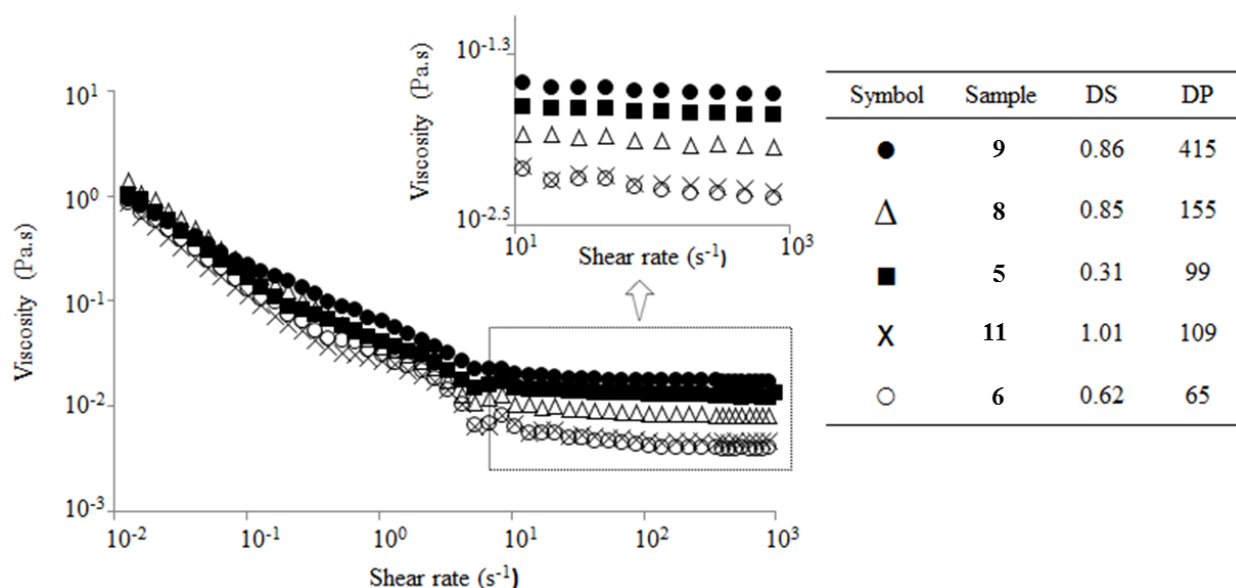 10^-1.3
Viscosity (Pa.s)
10^-2.5
10^1
10^3
Shear rate (s^-1)
10^1
10^0
10^-1
10^-2
10^-3
Viscosity (Pa.s)
10^-2
10^-1
10^0
10^1
10^2
10^3
Shear rate (s^-1)
Symbol Sample DS DP
9 0.86 415
8 0.85 155
5 0.31 99
11 1.01 109
6 0.62 65